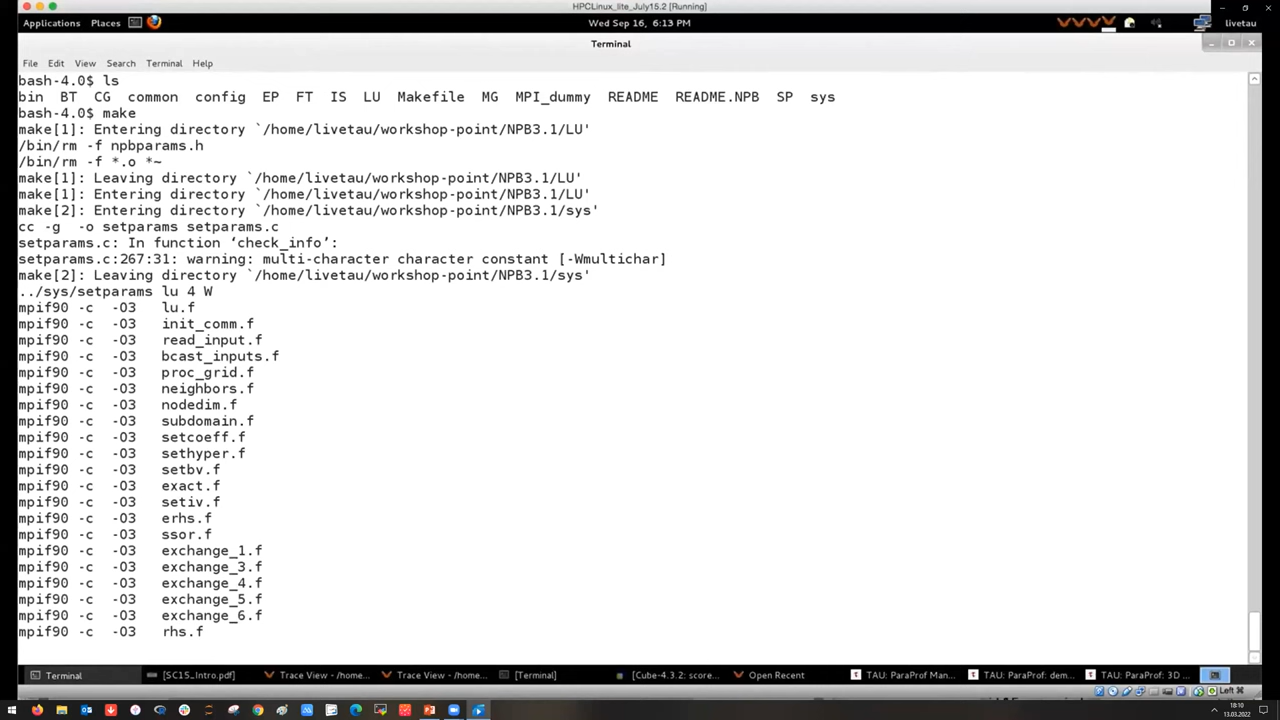 HPCLinux_lite_July15.2 [Running]
Applications Places Wed Sep 16, 6:13 PM livetau
Terminal
File Edit View Search Terminal Help
bash-4.0$ ls
bin BT CG common config EP FT IS LU Makefile MG MPI_dummy README README.NPB SP sys
bash-4.0$ make
make[1]: Entering directory `/home/livetau/workshop-point/NPB3.1/LU'
/bin/rm -f npbparams.h
/bin/rm -f *.o *~
make[1]: Leaving directory `/home/livetau/workshop-point/NPB3.1/LU'
make[1]: Entering directory `/home/livetau/workshop-point/NPB3.1/LU'
make[2]: Entering directory `/home/livetau/workshop-point/NPB3.1/sys'
cc -g -o setparams setparams.c
setparams.c: In function ‘check_info’:
setparams.c:267:31: warning: multi-character character constant [-Wmultichar]
make[2]: Leaving directory `/home/livetau/workshop-point/NPB3.1/sys'
../sys/setparams lu 4 W
mpif90 -c -O3 lu.f
mpif90 -c -O3 init_comm.f
mpif90 -c -O3 read_input.f
mpif90 -c -O3 bcast_inputs.f
mpif90 -c -O3 proc_grid.f
mpif90 -c -O3 neighbors.f
mpif90 -c -O3 nodedim.f
mpif90 -c -O3 subdomain.f
mpif90 -c -O3 setcoeff.f
mpif90 -c -O3 sethyper.f
mpif90 -c -O3 setbv.f
mpif90 -c -O3 exact.f
mpif90 -c -O3 setiv.f
mpif90 -c -O3 erhs.f
mpif90 -c -O3 ssor.f
mpif90 -c -O3 exchange_1.f
mpif90 -c -O3 exchange_3.f
mpif90 -c -O3 exchange_4.f
mpif90 -c -O3 exchange_5.f
mpif90 -c -O3 exchange_6.f
mpif90 -c -O3 rhs.f
Terminal [SC15_Intro.pdf] Trace View - /home... Trace View - /home... [Terminal] [Cube-4.3.2: score... Open Recent TAU: ParaProf Man... TAU: ParaProf: dem... TAU: ParaProf: 3D ...
Left ⌘
18:10
13.03.2022